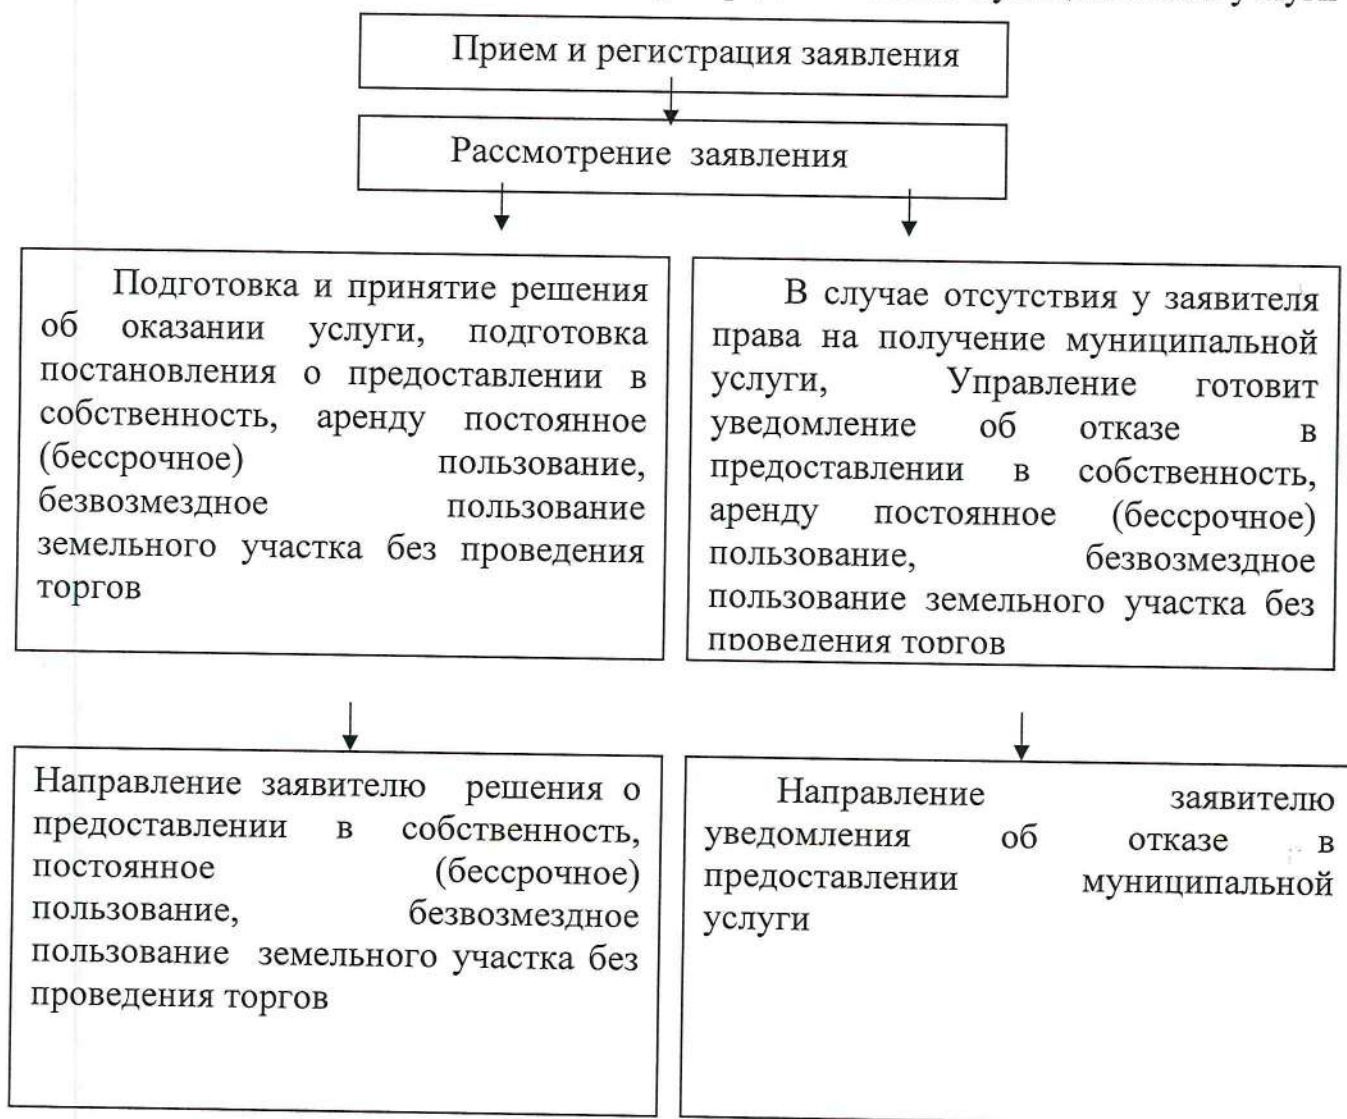 Прием и регистрация заявления
Рассмотрение заявления
Подготовка и принятие решения
об оказании услуги, подготовка
постановления о предоставлении в
собственность, аренду постоянное
(бессрочное) пользование,
безвозмездное пользование
земельного участка без проведения
торгов
В случае отсутствия у заявителя
права на получение муниципальной
услуги, Управление готовит
уведомление об отказе в
предоставлении в собственность,
аренду постоянное (бессрочное)
пользование, безвозмездное
пользование земельного участка без
проведения торгов
Направление заявителю решения о
предоставлении в собственность,
постоянное (бессрочное)
пользование, безвозмездное
пользование земельного участка без
проведения торгов
Направление заявителю
уведомления об отказе в
предоставлении муниципальной
услуги